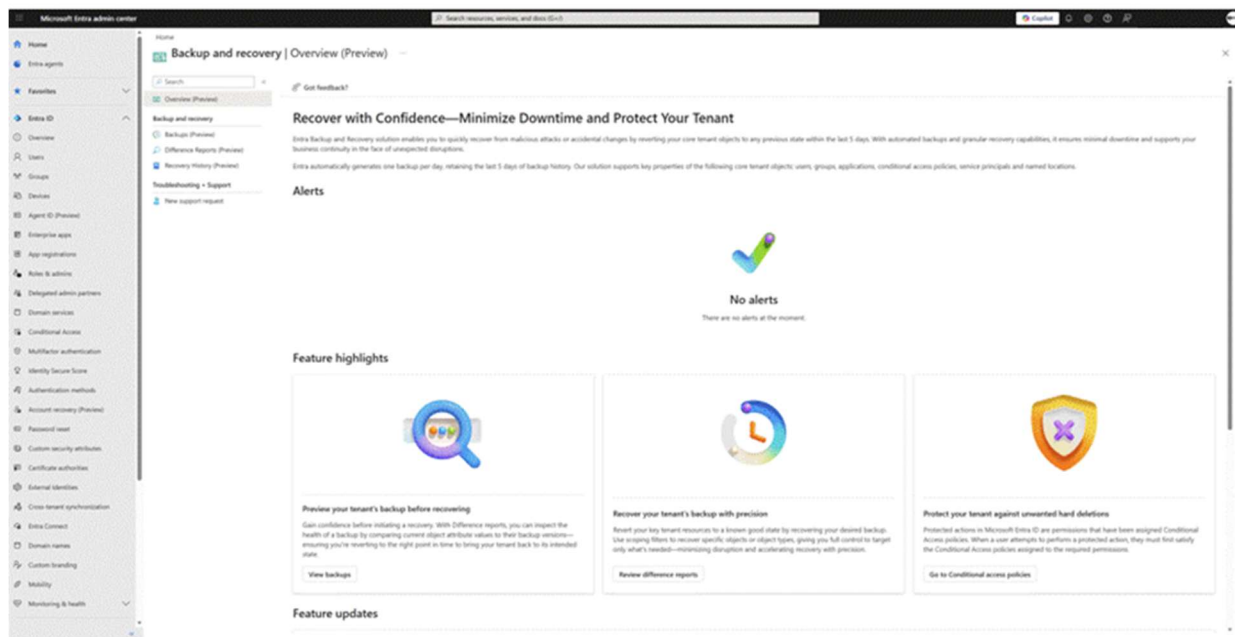 Microsoft Entra admin center
Search resources, services, and docs (G+/)
Copilot
Home
Entra agents
Favorites
Entra ID
Overview
Users
Groups
Devices
Agent ID (Preview)
Enterprise apps
App registrations
Roles & admins
Delegated admin partners
Domain services
Conditional Access
Multifactor authentication
Identity Secure Score
Authentication methods
Account recovery (Preview)
Password reset
Custom security attributes
Certificate authorities
External Identities
Cross-tenant synchronization
Entra Connect
Domain names
Custom branding
Mobility
Monitoring & health
Home
Backup and recovery | Overview (Preview)
Search
Overview (Preview)
Backup and recovery
Backups (Preview)
Difference Reports (Preview)
Recovery History (Preview)
Troubleshooting + Support
New support request
Got feedback?
Recover with Confidence—Minimize Downtime and Protect Your Tenant
Entra Backup and Recovery solution enables you to quickly recover from malicious attacks or accidental changes by reverting your core tenant objects to any previous state within the last 5 days. With automated backups and granular recovery capabilities, it ensures minimal downtime and supports your
business continuity in the face of unexpected disruptions.
Entra automatically generates one backup per day, retaining the last 5 days of backup history. Our solution supports key properties of the following core tenant objects: users, groups, applications, conditional access policies, service principals and named locations.
Alerts
No alerts
There are no alerts at the moment.
Feature highlights
Preview your tenant's backup before recovering
Gain confidence before initiating a recovery. With Difference reports, you can inspect the
health of a backup by comparing current object attribute values to their backup versions—
ensuring you're reverting to the right point in time to bring your tenant back to its intended
state.
View backups
Recover your tenant's backup with precision
Revert your key tenant resources to a known good state by recovering your desired backup.
Use scoping filters to recover specific objects or object types, giving you full control to target
only what's needed—minimizing disruption and accelerating recovery with precision.
Review difference reports
Protect your tenant against unwanted hard deletions
Protected actions in Microsoft Entra ID are permissions that have been assigned Conditional
Access policies. When a user attempts to perform a protected action, they must first satisfy
the Conditional Access policies assigned to the required permissions.
Go to Conditional access policies
Feature updates